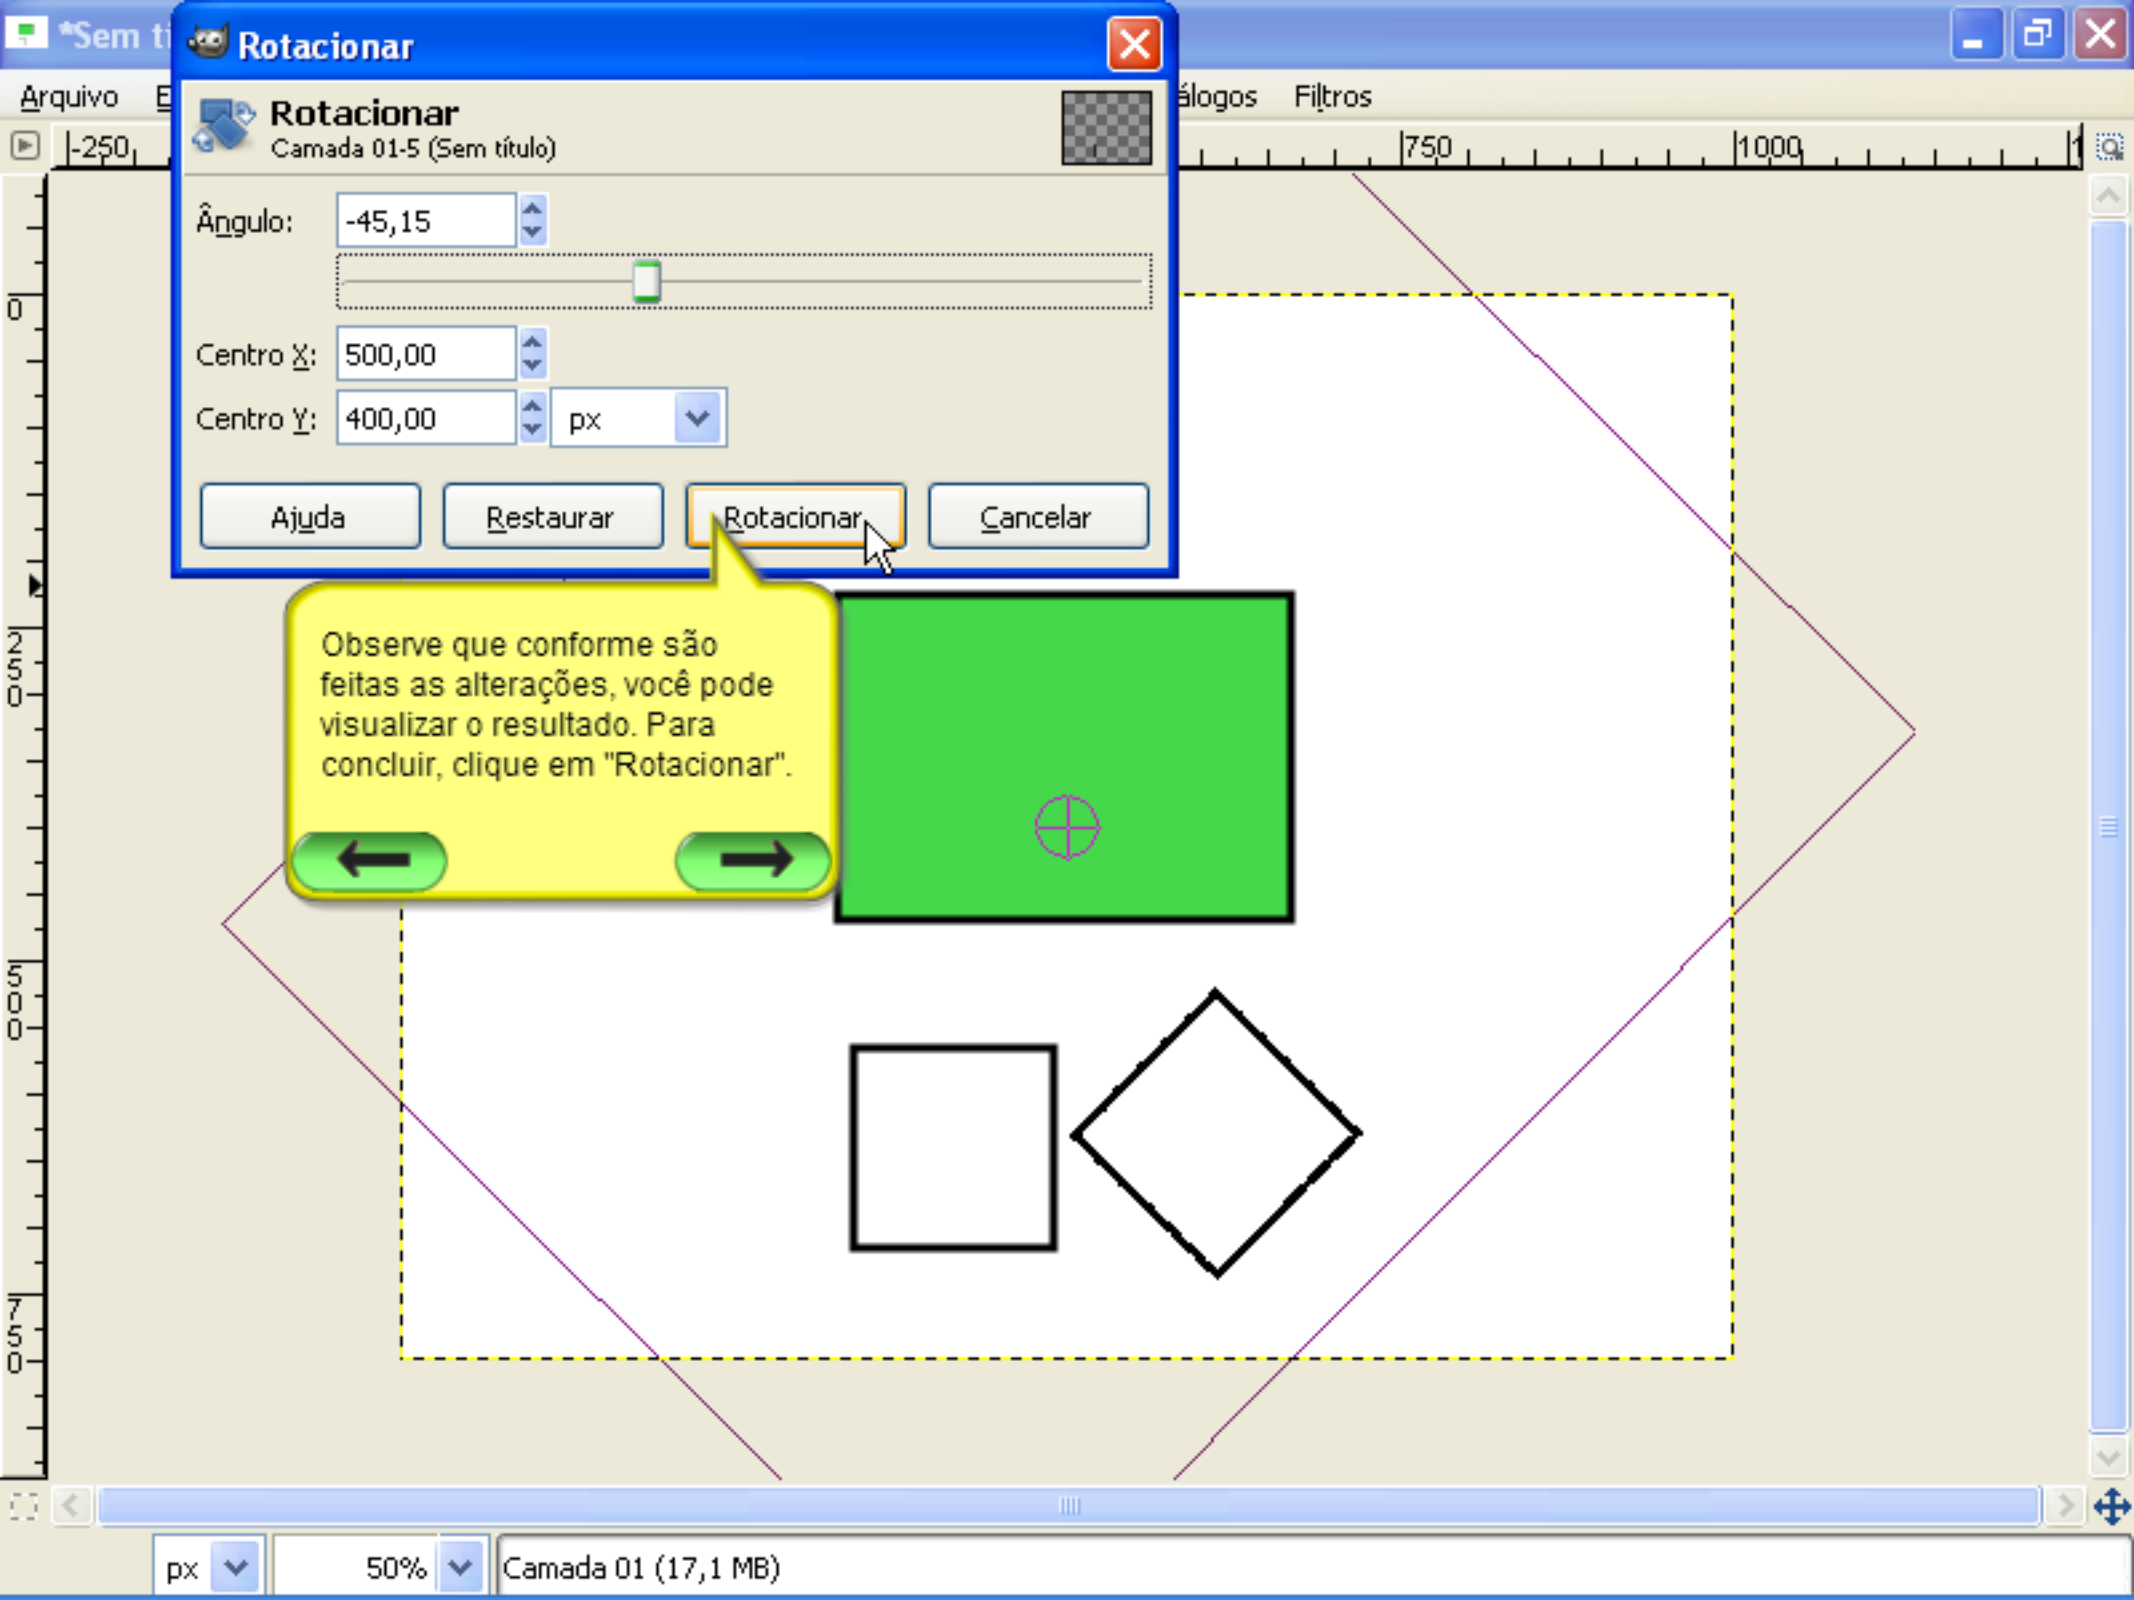 *Sem tí
Rotacionar
Arquivo
álogos Filtros
Rotacionar
Camada 01-5 (Sem título)
-250 750 1000
Ângulo: -45,15
Centro X: 500,00
Centro Y: 400,00 px
Ajuda Restaurar Rotacionar Cancelar
Observe que conforme são
feitas as alterações, você pode
visualizar o resultado. Para
concluir, clique em "Rotacionar".
0
250
500
750
px 50% Camada 01 (17,1 MB)